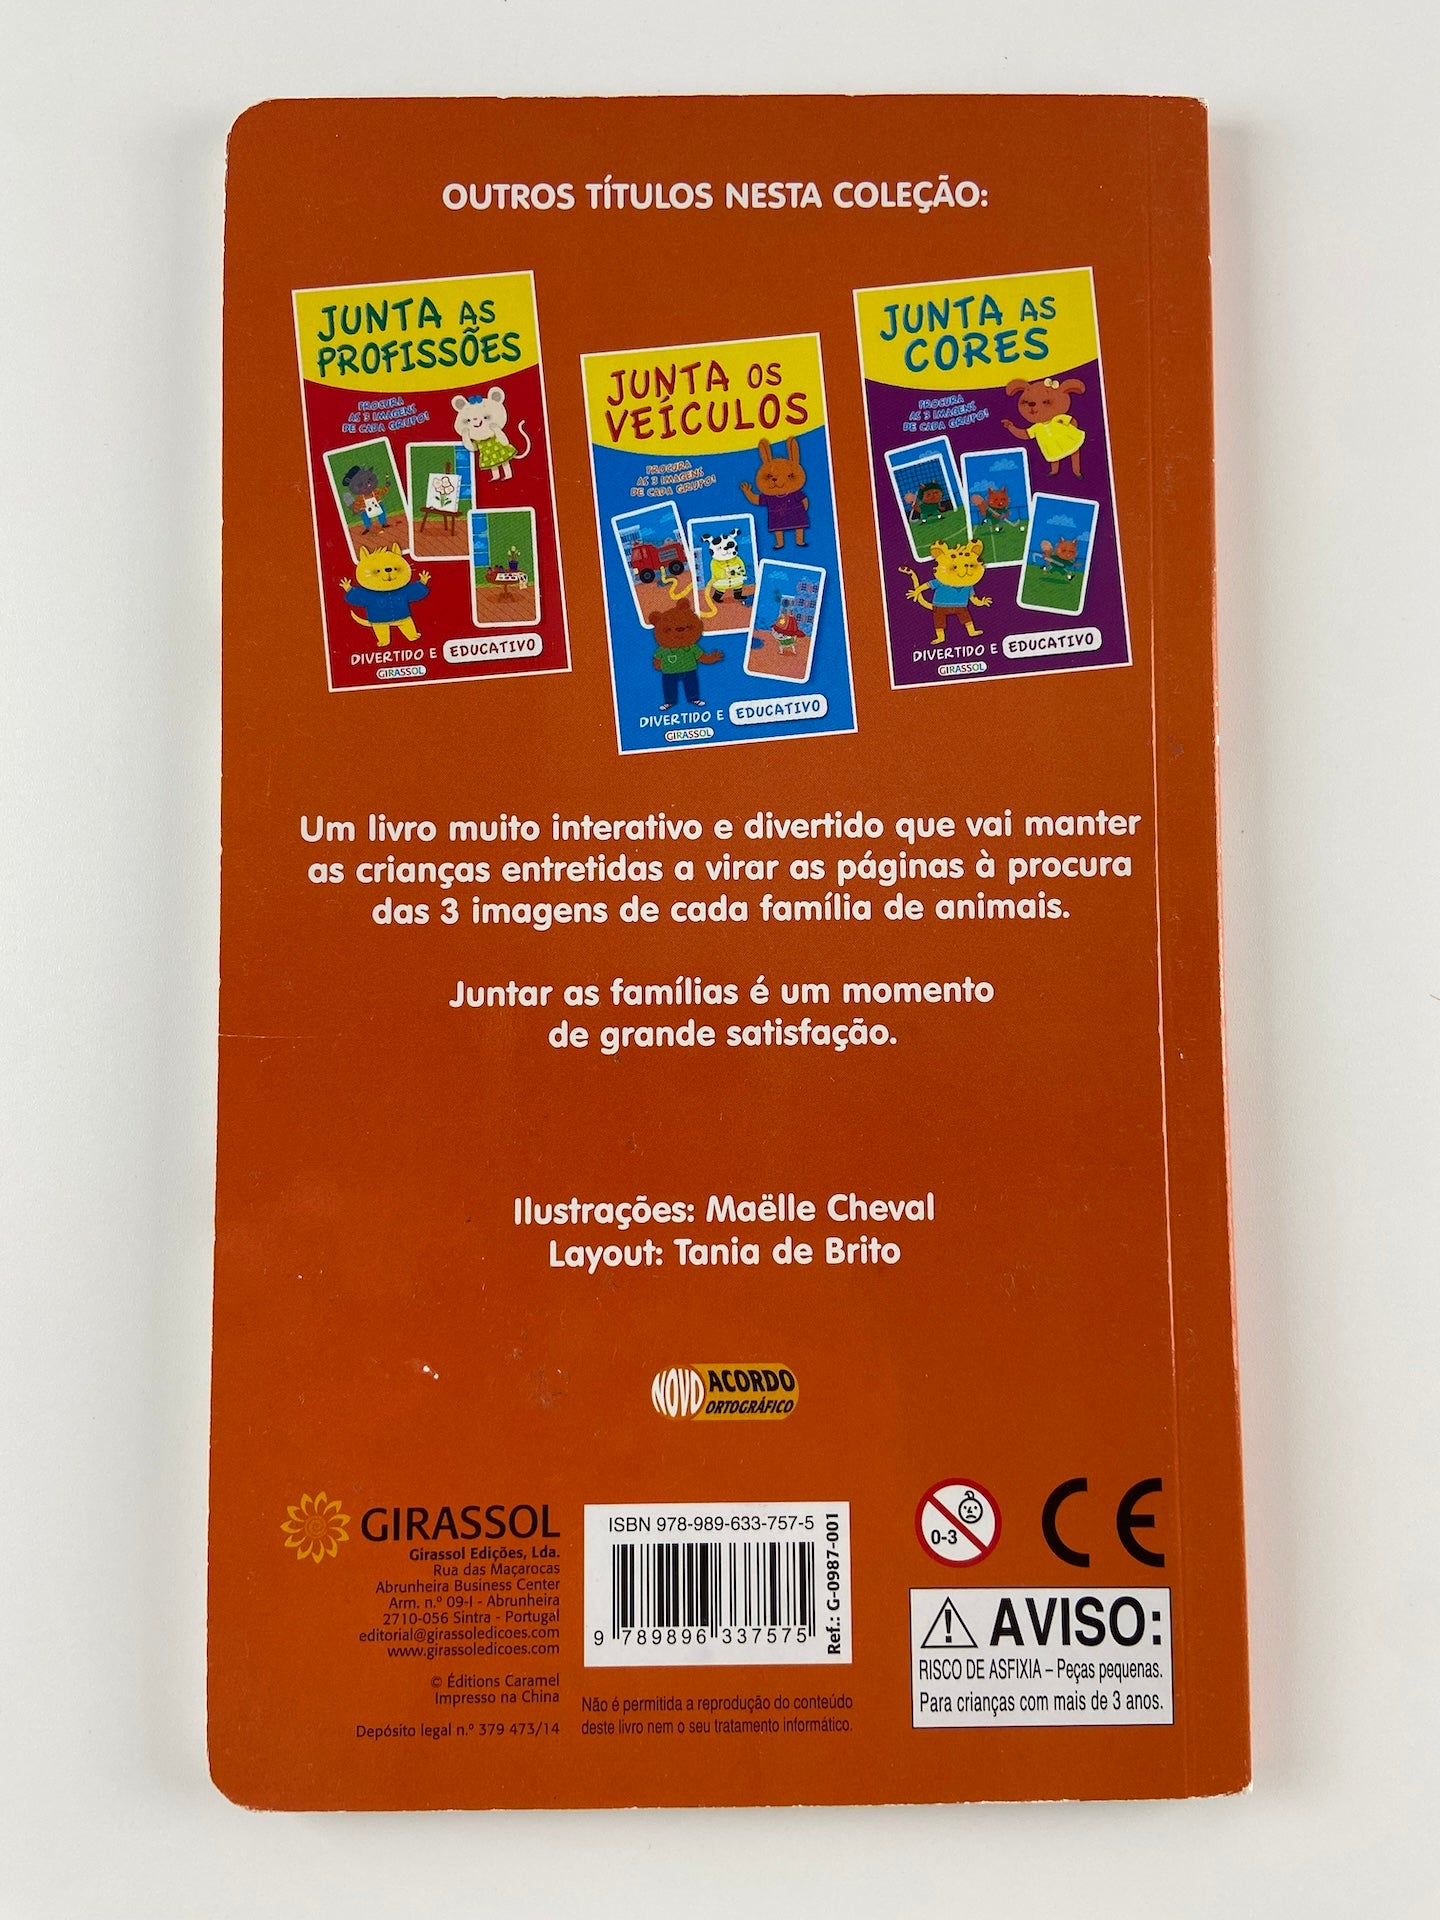 OUTROS TÍTULOS NESTA COLEÇÃO:
JUNTA AS
PROFISSÕES
PROCURA
AS 3 IMAGENS
DE CADA GRUPO!
DIVERTIDO E EDUCATIVO
GIRASSOL
JUNTA OS
VEÍCULOS
PROCURA
AS 3 IMAGENS
DE CADA GRUPO!
DIVERTIDO E EDUCATIVO
GIRASSOL
JUNTA AS
CORES
PROCURA
AS 3 IMAGENS
DE CADA GRUPO!
DIVERTIDO E EDUCATIVO
GIRASSOL
Um livro muito interativo e divertido que vai manter
as crianças entretidas a virar as páginas à procura
das 3 imagens de cada família de animais.
Juntar as famílias é um momento
de grande satisfação.
Ilustrações: Maëlle Cheval
Layout: Tania de Brito
NOVO ACORDO
ORTOGRÁFICO
GIRASSOL
Girassol Edições, Lda.
Rua das Maçarocas
Abrunheira Business Center
Arm. n.º 09-I - Abrunheira
2710-056 Sintra - Portugal
editorial@girassoledicoes.com
www.girassoledicoes.com
© Éditions Caramel
Impresso na China
Depósito legal n.º 379 473/14
ISBN 978-989-633-757-5
9 789896 337575
Ref.: G-0987-001
Não é permitida a reprodução do conteúdo
deste livro nem o seu tratamento informático.
0-3
CE
AVISO:
RISCO DE ASFIXIA – Peças pequenas.
Para crianças com mais de 3 anos.